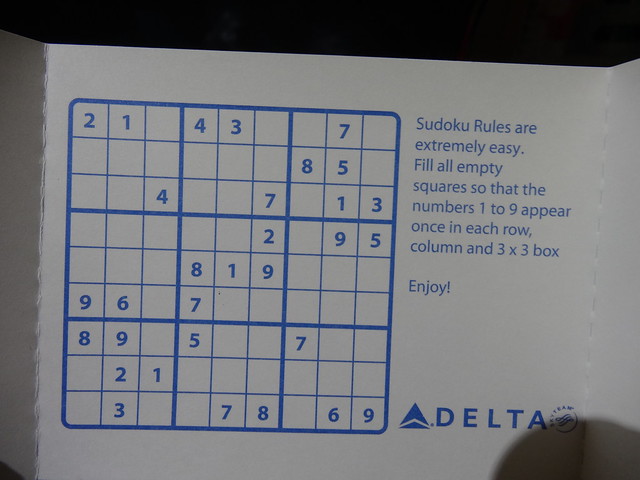 2 1 4 3 7
8 5
4 7 1 3
2 9 5
8 1 9
9 6 7
8 9 5 7
2 1
3 7 8 6 9
Sudoku Rules are
extremely easy.
Fill all empty
squares so that the
numbers 1 to 9 appear
once in each row,
column and 3 x 3 box
Enjoy!
DELTA